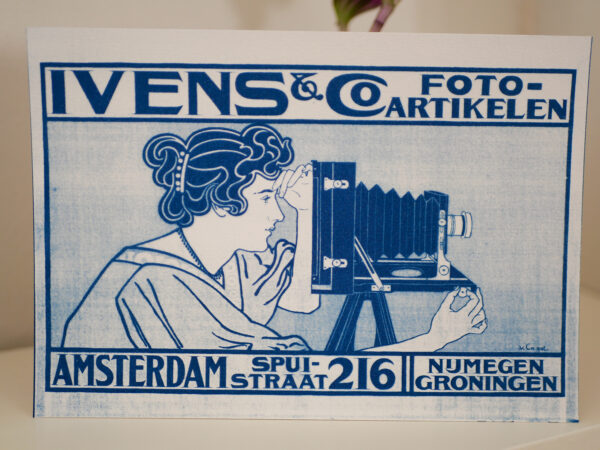 IVENS & Co FOTO-
ARTIKELEN
AMSTERDAM SPUI-
STRAAT 216
NIJMEGEN
GRONINGEN